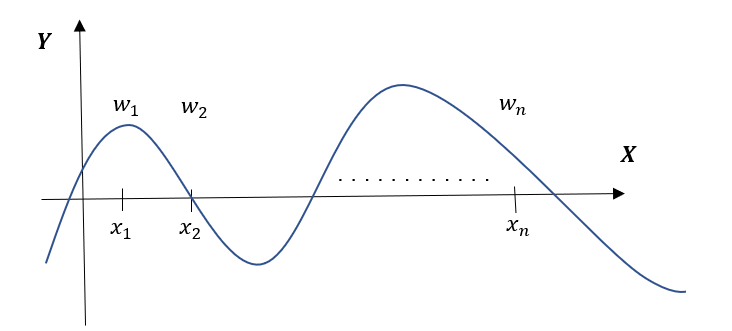 Y
w₁ w₂ wₙ
X
x₁ x₂ xₙ